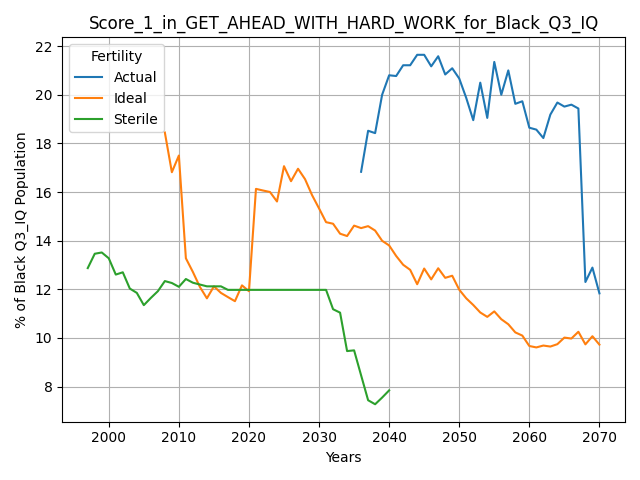 Score_1_in_GET_AHEAD_WITH_HARD_WORK_for_Black_Q3_IQ
Fertility
Actual
Ideal
Sterile
% of Black Q3_IQ Population
22
20
18
16
14
12
10
8
2000 2010 2020 2030 2040 2050 2060 2070
Years